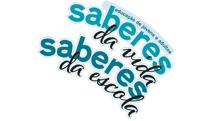 educação de jovens e adultos
saberes
da vida
saberes
da escola